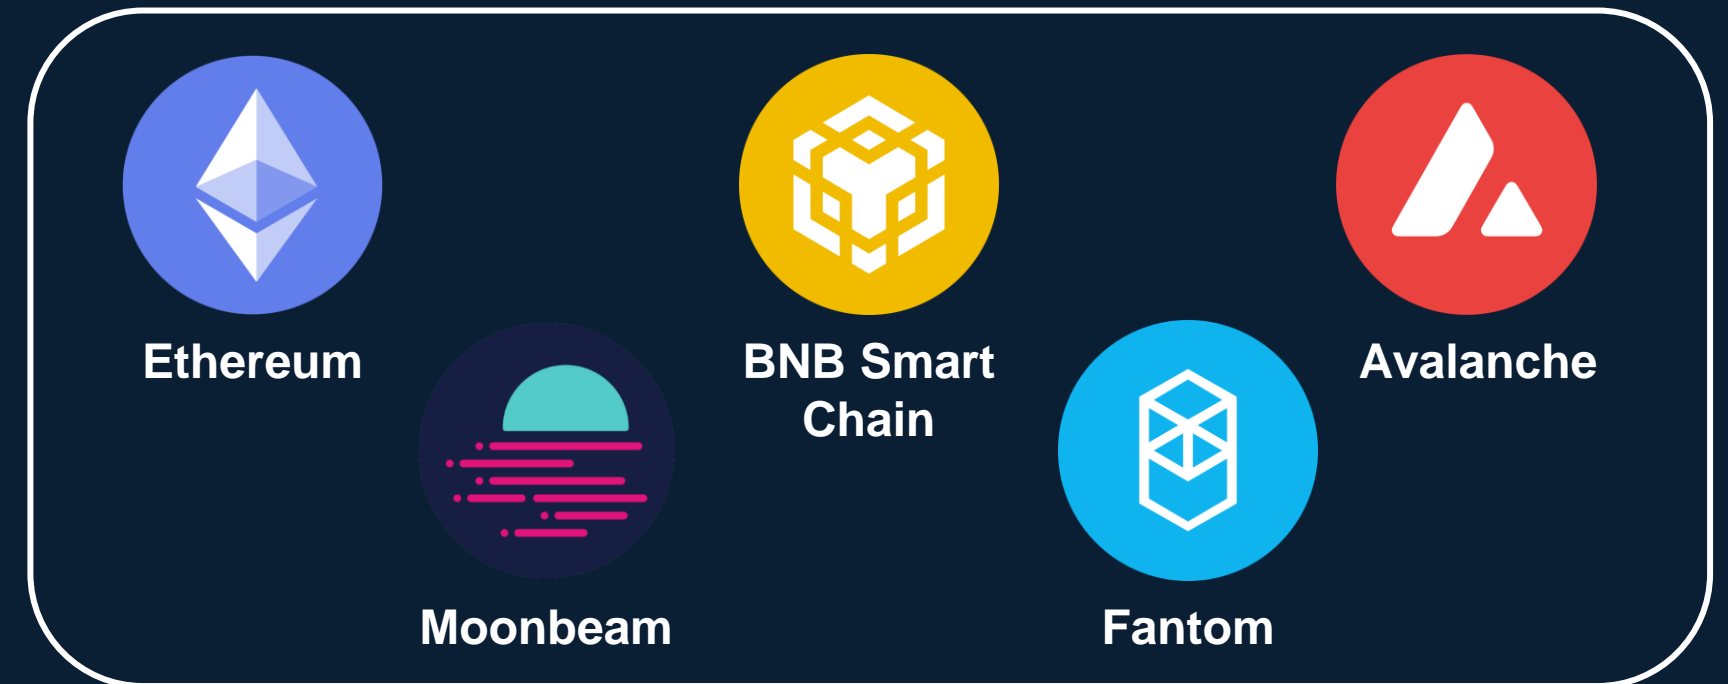 Ethereum
BNB Smart
Chain
Avalanche
Moonbeam
Fantom